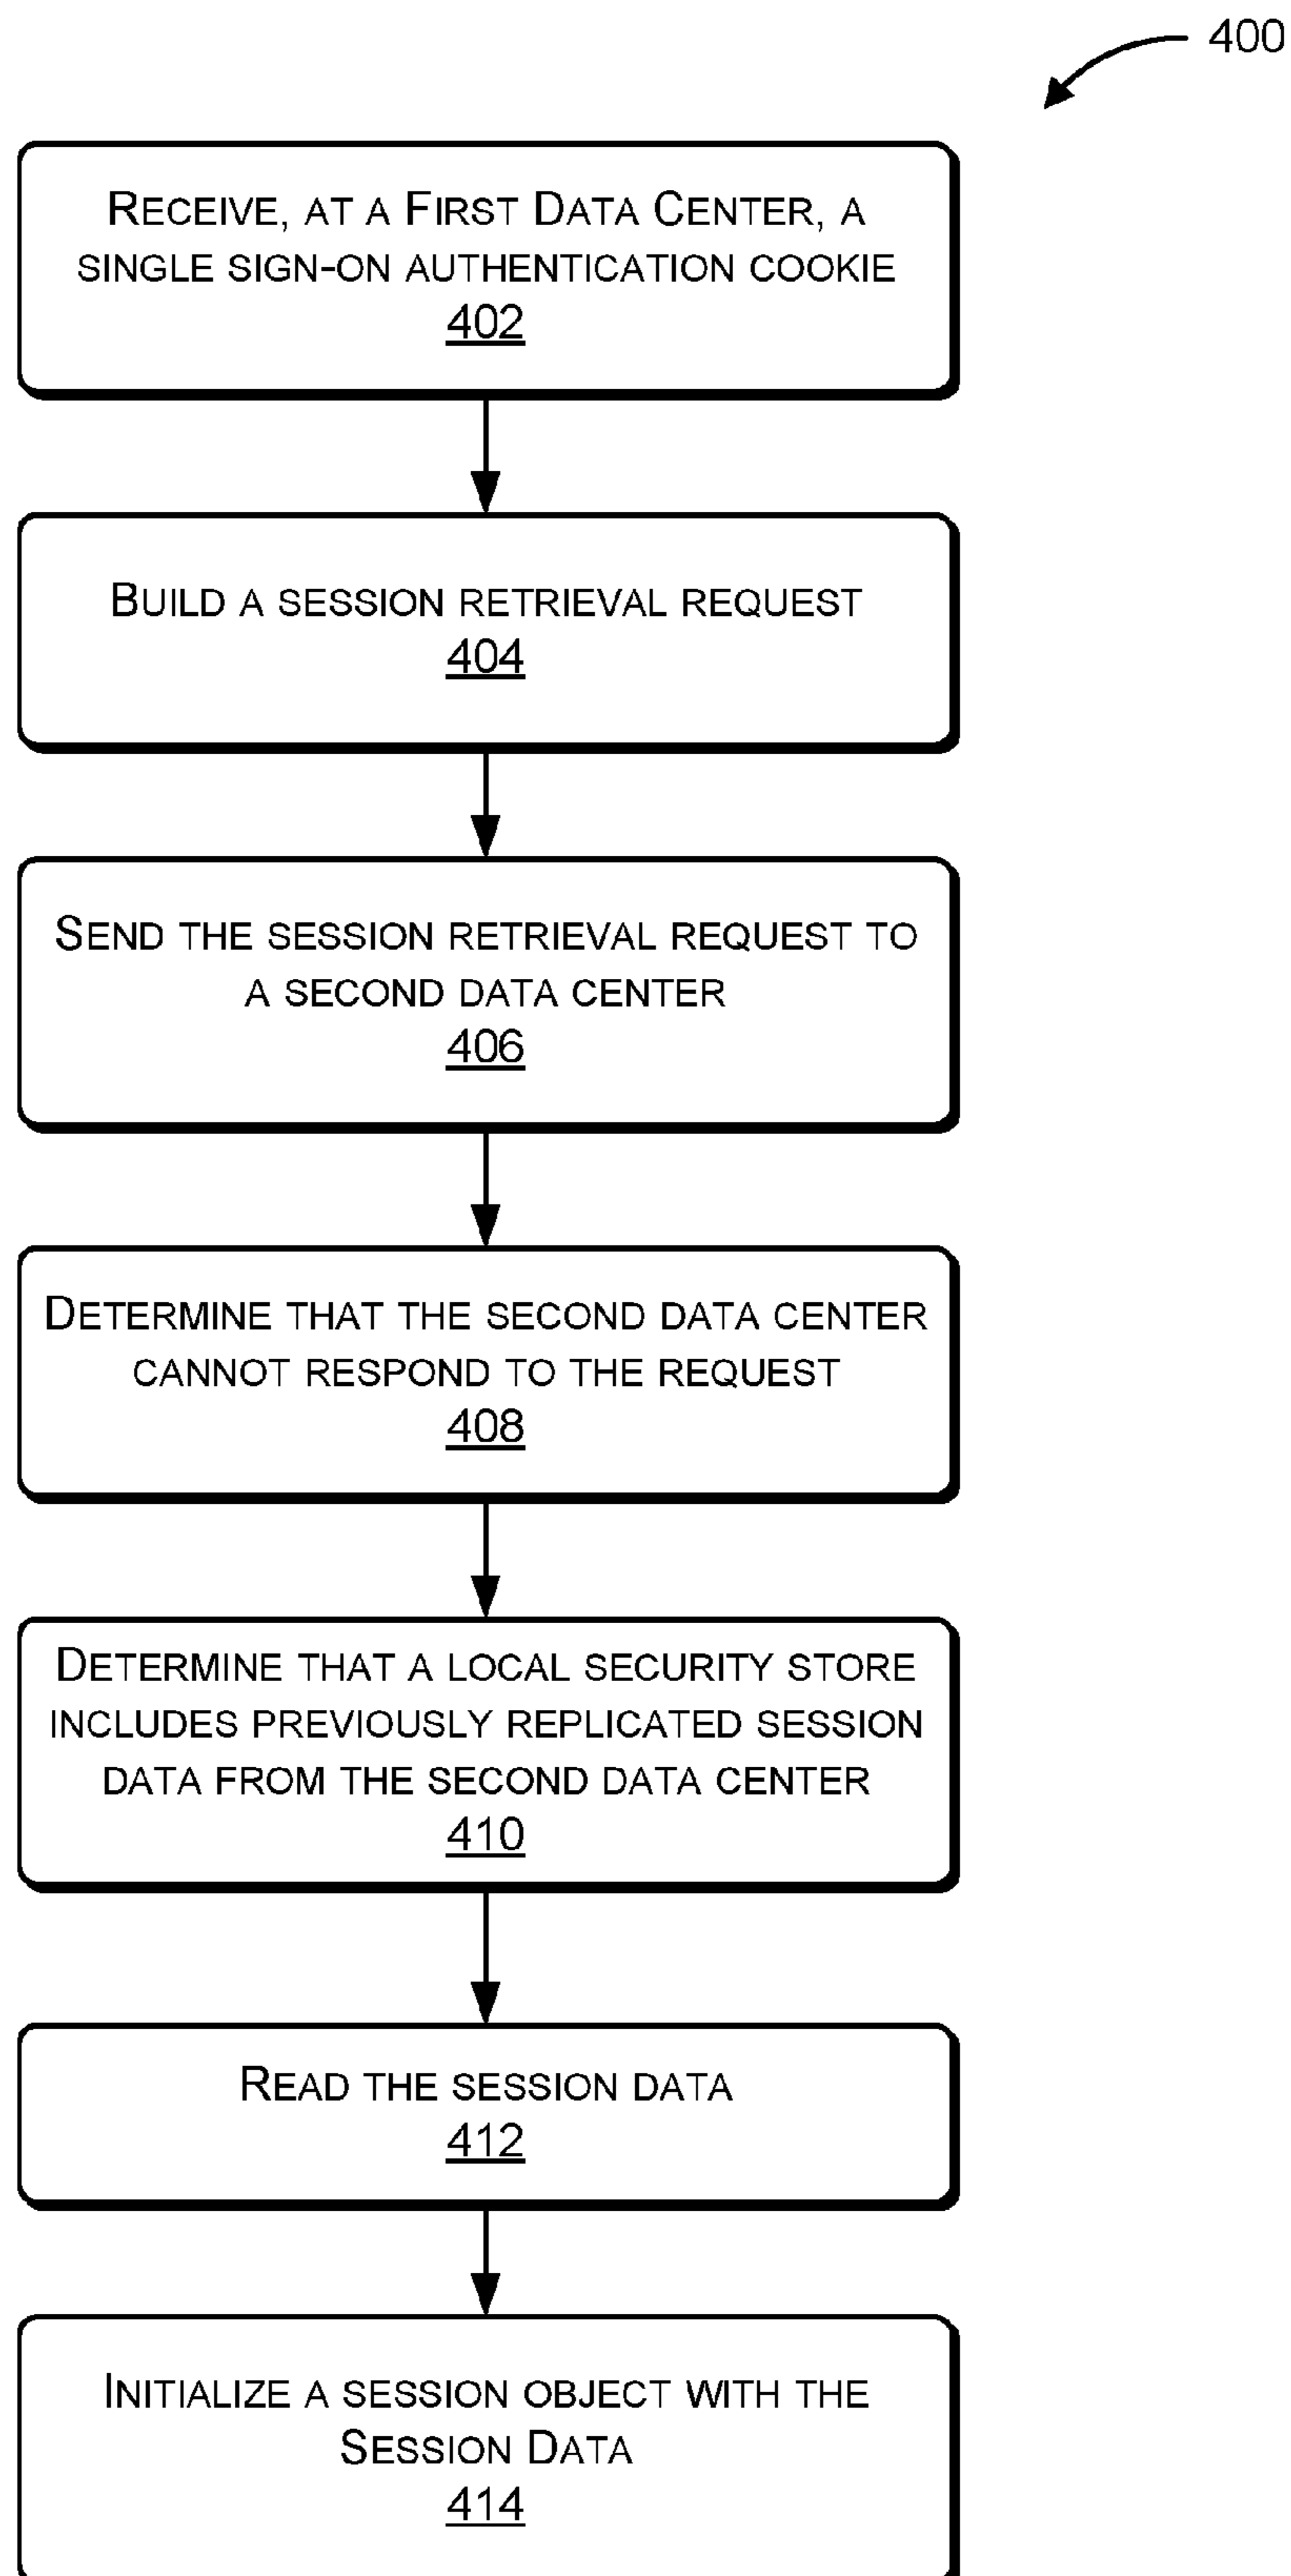 400
RECEIVE, AT A FIRST DATA CENTER, A
SINGLE SIGN-ON AUTHENTICATION COOKIE
402
BUILD A SESSION RETRIEVAL REQUEST
404
SEND THE SESSION RETRIEVAL REQUEST TO
A SECOND DATA CENTER
406
DETERMINE THAT THE SECOND DATA CENTER
CANNOT RESPOND TO THE REQUEST
408
DETERMINE THAT A LOCAL SECURITY STORE
INCLUDES PREVIOUSLY REPLICATED SESSION
DATA FROM THE SECOND DATA CENTER
410
READ THE SESSION DATA
412
INITIALIZE A SESSION OBJECT WITH THE
SESSION DATA
414